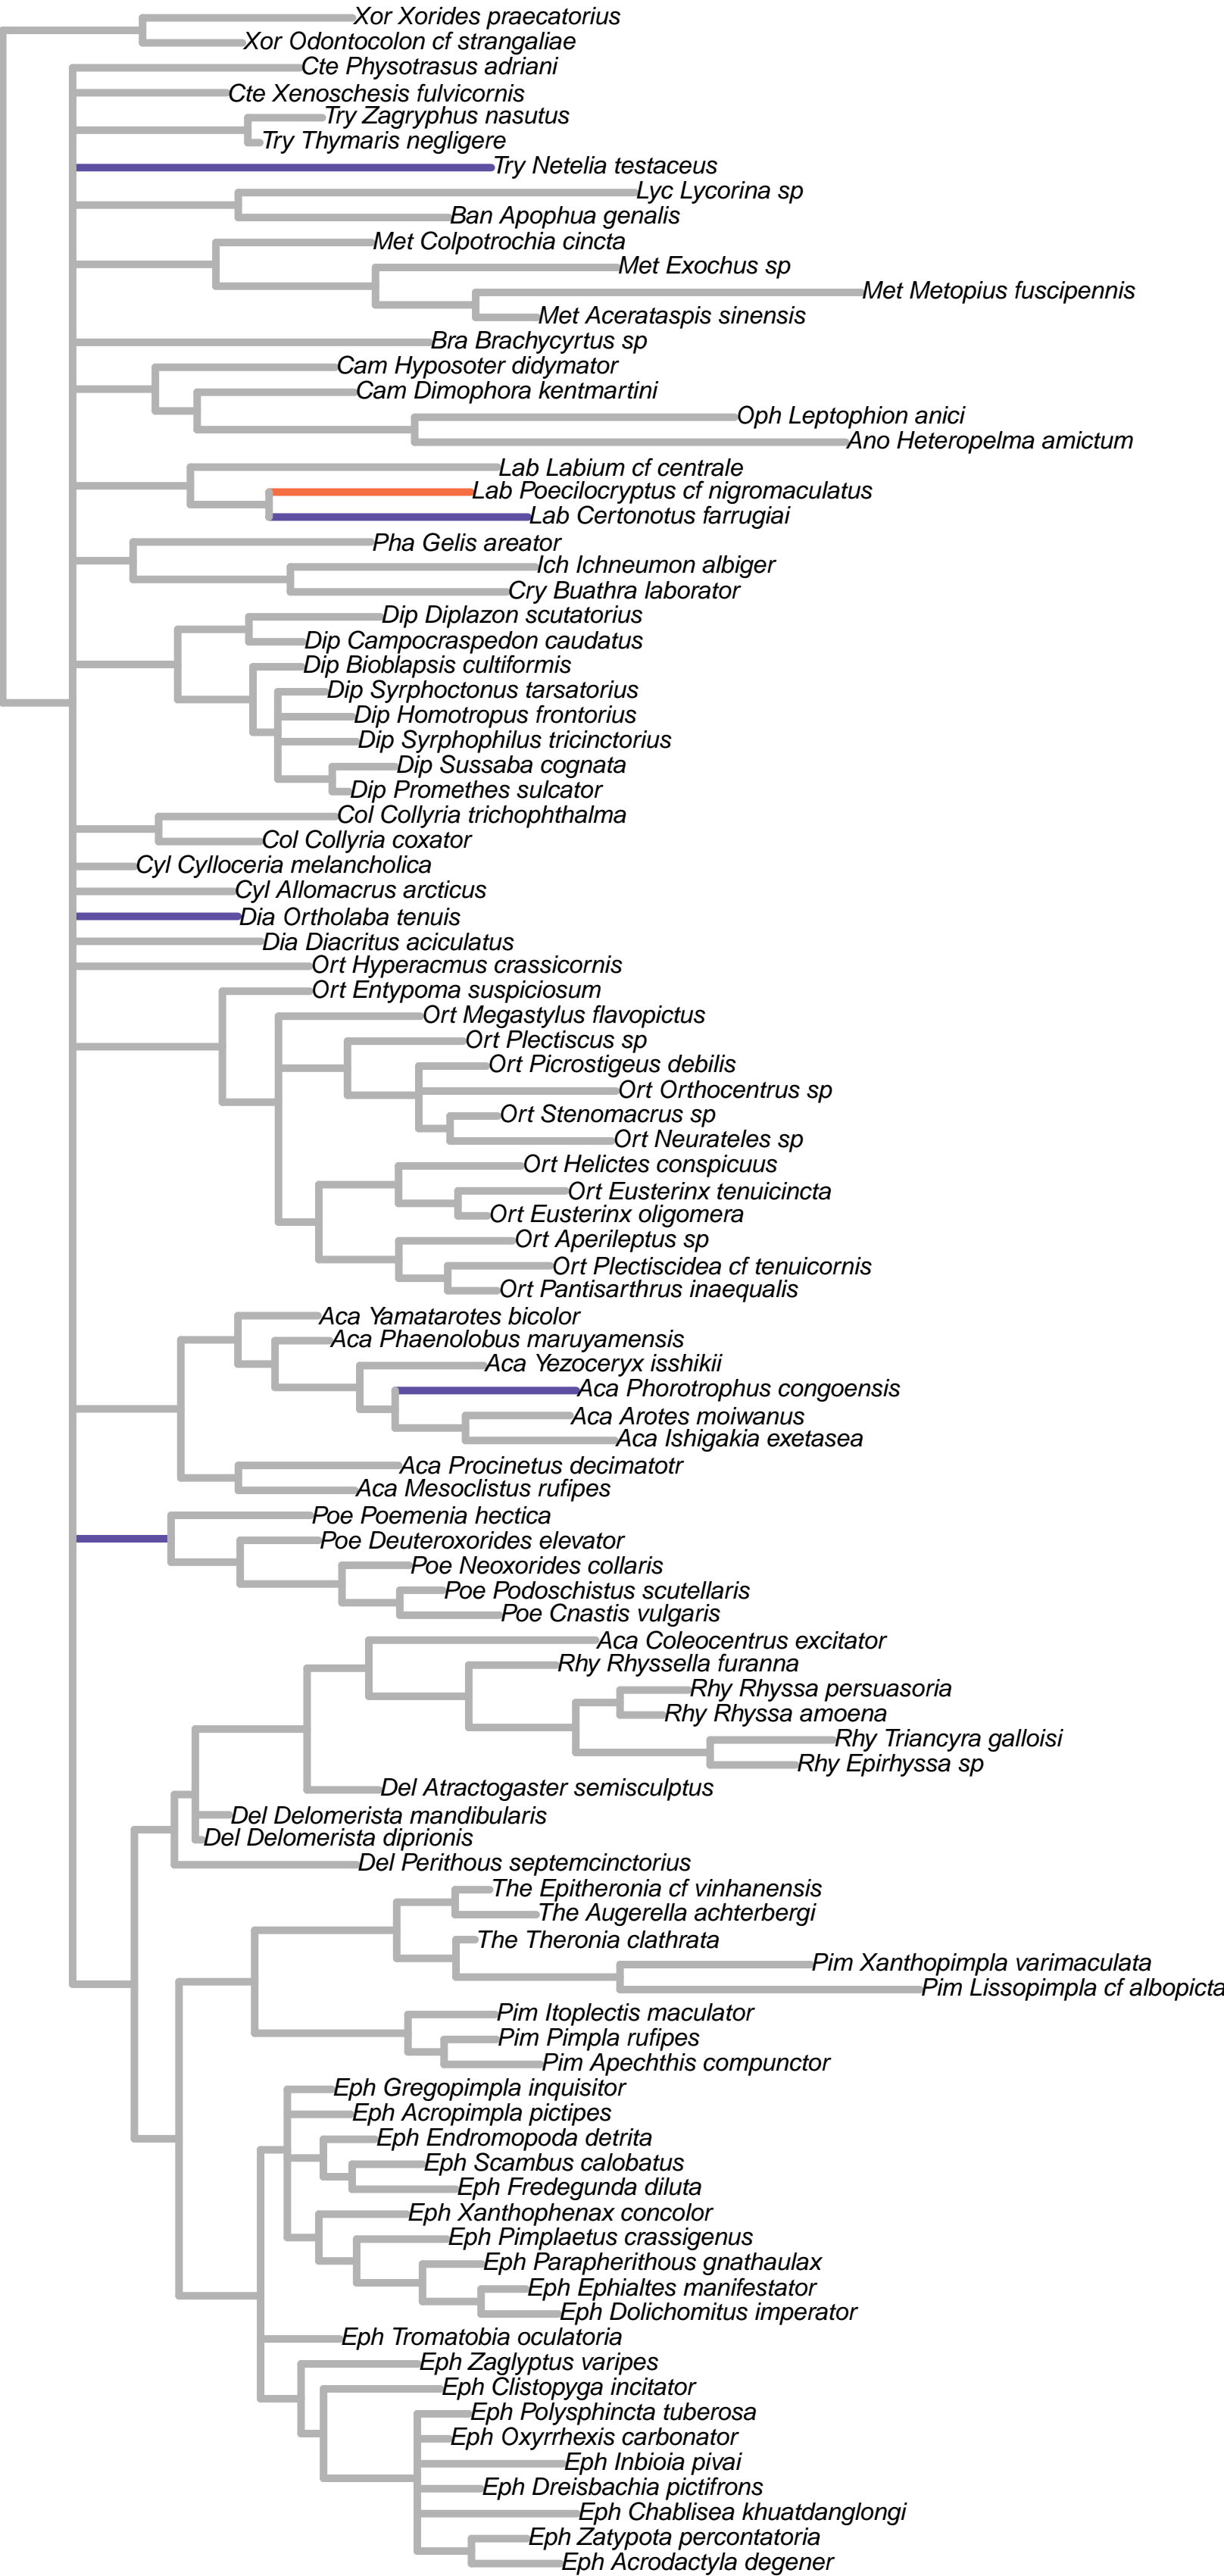 Xor Xorides praecatorius
Xor Odontocolon cf strangaliae
Cte Physotrasus adriani
Cte Xenoschesis fulvicornis
Try Zagryphus nasutus
Try Thymaris negligere
Try Netelia testaceus
Lyc Lycorina sp
Ban Apophua genalis
Met Colpotrochia cincta
Met Exochus sp
Met Metopius fuscipennis
Met Acerataspis sinensis
Bra Brachycyrtus sp
Cam Hyposoter didymator
Cam Dimophora kentmartini
Oph Leptophion anici
Ano Heteropelma amictum
Lab Labium cf centrale
Lab Poecilocryptus cf nigromaculatus
Lab Certonotus farrugiai
Pha Gelis areator
Ich Ichneumon albiger
Cry Buathra laborator
Dip Diplazon scutatorius
Dip Campocraspedon caudatus
Dip Bioblapsis cultiformis
Dip Syrphoctonus tarsatorius
Dip Homotropus frontorius
Dip Syrphophilus tricinctorius
Dip Sussaba cognata
Dip Promethes sulcator
Col Collyria trichophthalma
Col Collyria coxator
Cyl Cylloceria melancholica
Cyl Allomacrus arcticus
Dia Ortholaba tenuis
Dia Diacritus aciculatus
Ort Hyperacmus crassicornis
Ort Entypoma suspiciosum
Ort Megastylus flavopictus
Ort Plectiscus sp
Ort Picrostigeus debilis
Ort Orthocentrus sp
Ort Stenomacrus sp
Ort Neurateles sp
Ort Helictes conspicuus
Ort Eusterinx tenuicincta
Ort Eusterinx oligomera
Ort Aperileptus sp
Ort Plectiscidea cf tenuicornis
Ort Pantisarthrus inaequalis
Aca Yamatarotes bicolor
Aca Phaenolobus maruyamensis
Aca Yezoceryx isshikii
Aca Phorotrophus congoensis
Aca Arotes moiwanus
Aca Ishigakia exetasea
Aca Procinetus decimatotr
Aca Mesoclistus rufipes
Poe Poemenia hectica
Poe Deuteroxorides elevator
Poe Neoxorides collaris
Poe Podoschistus scutellaris
Poe Cnastis vulgaris
Aca Coleocentrus excitator
Rhy Rhyssella furanna
Rhy Rhyssa persuasoria
Rhy Rhyssa amoena
Rhy Triancyra galloisi
Rhy Epirhyssa sp
Del Atractogaster semisculptus
Del Delomerista mandibularis
Del Delomerista diprionis
Del Perithous septemcinctorius
The Epitheronia cf vinhanensis
The Augerella achterbergi
The Theronia clathrata
Pim Xanthopimpla varimaculata
Pim Lissopimpla cf albopicta
Pim Itoplectis maculator
Pim Pimpla rufipes
Pim Apechthis compunctor
Eph Gregopimpla inquisitor
Eph Acropimpla pictipes
Eph Endromopoda detrita
Eph Scambus calobatus
Eph Fredegunda diluta
Eph Xanthophenax concolor
Eph Pimplaetus crassigenus
Eph Parapherithous gnathaulax
Eph Ephialtes manifestator
Eph Dolichomitus imperator
Eph Tromatobia oculatoria
Eph Zaglyptus varipes
Eph Clistopyga incitator
Eph Polysphincta tuberosa
Eph Oxyrrhexis carbonator
Eph Inbioia pivai
Eph Dreisbachia pictifrons
Eph Chablisea khuatdanglongi
Eph Zatypota percontatoria
Eph Acrodactyla degener